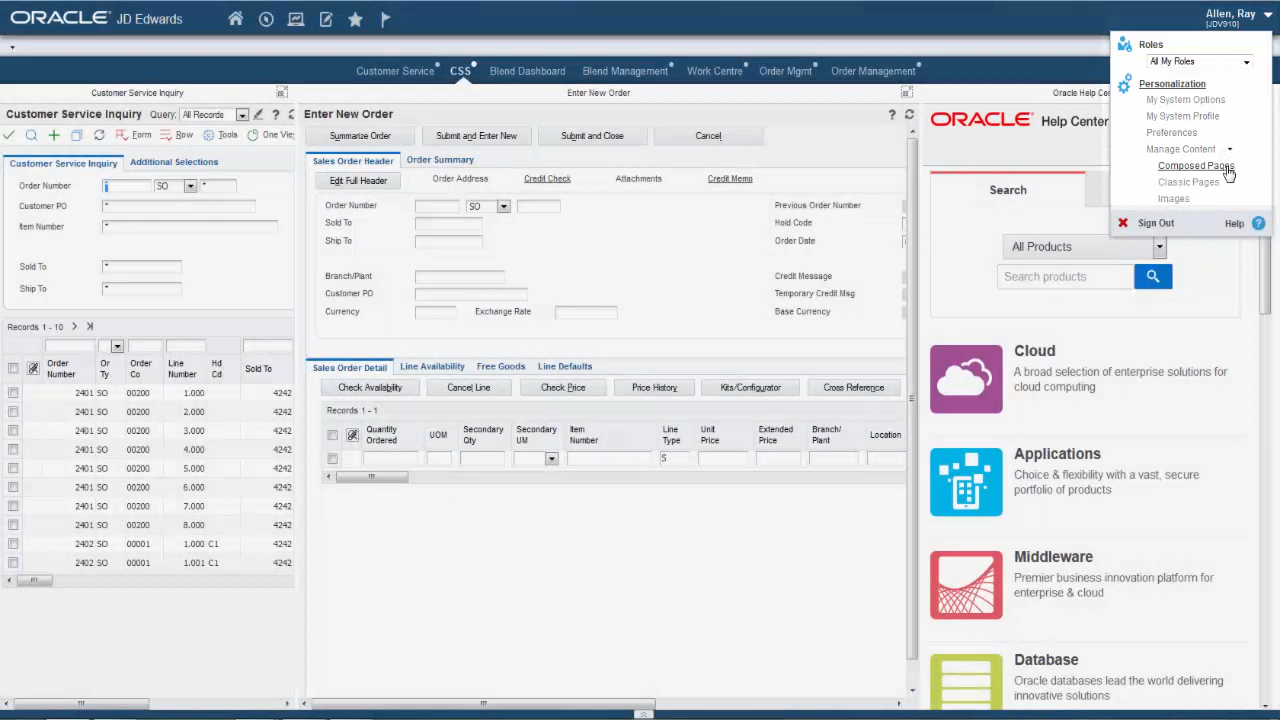 ORACLE JD Edwards
Allen, Ray
[JDV910]
Roles
All My Roles
Personalization
My System Options
My System Profile
Preferences
Manage Content
Composed Pages
Classic Pages
Images
Sign Out Help ?
Customer Service CSS Blend Dashboard Blend Management Work Centre Order Mgmt Order Management
Customer Service Inquiry
Customer Service Inquiry Query: All Records ?
Form Row Tools One Vie
Customer Service Inquiry Additional Selections
Order Number * SO *
Customer PO *
Item Number *
Sold To *
Ship To *
Records 1 - 10
Order Number Or Ty Order Co Line Number Hd Cd Sold To
2401 SO 00200 1.000 4242
2401 SO 00200 2.000 4242
2401 SO 00200 3.000 4242
2401 SO 00200 4.000 4242
2401 SO 00200 5.000 4242
2401 SO 00200 6.000 4242
2401 SO 00200 7.000 4242
2401 SO 00200 8.000 4242
2402 SO 00001 1.000 C1 4242
2402 SO 00001 1.001 C1 4242
Enter New Order
Enter New Order ?
Summarize Order Submit and Enter New Submit and Close Cancel
Sales Order Header Order Summary
Edit Full Header Order Address Credit Check Attachments Credit Memo
Order Number SO Previous Order Number
Sold To Hold Code
Ship To Order Date
Branch/Plant Credit Message
Customer PO Temporary Credit Msg
Currency Exchange Rate Base Currency
Sales Order Detail Line Availability Free Goods Line Defaults
Check Availability Cancel Line Check Price Price History Kits/Configurator Cross Reference
Records 1 - 1
Quantity Ordered UOM Secondary Qty Secondary UM Item Number Line Type Unit Price Extended Price Branch/ Plant Location
S
Oracle Help Cen
ORACLE Help Center
Search
All Products
Search products
Cloud
A broad selection of enterprise solutions for
cloud computing
Applications
Choice & flexibility with a vast, secure
portfolio of products
Middleware
Premier business innovation platform for
enterprise & cloud
Database
Oracle databases lead the world delivering
innovative solutions